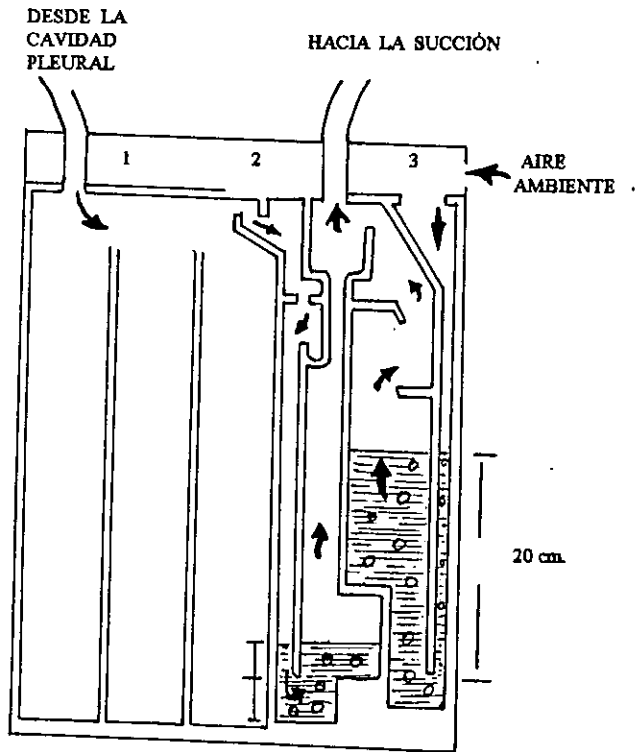 DESDE LA
CAVIDAD
PLEURAL
HACIA LA SUCCIÓN
1
2
3
AIRE
AMBIENTE
20 cm.